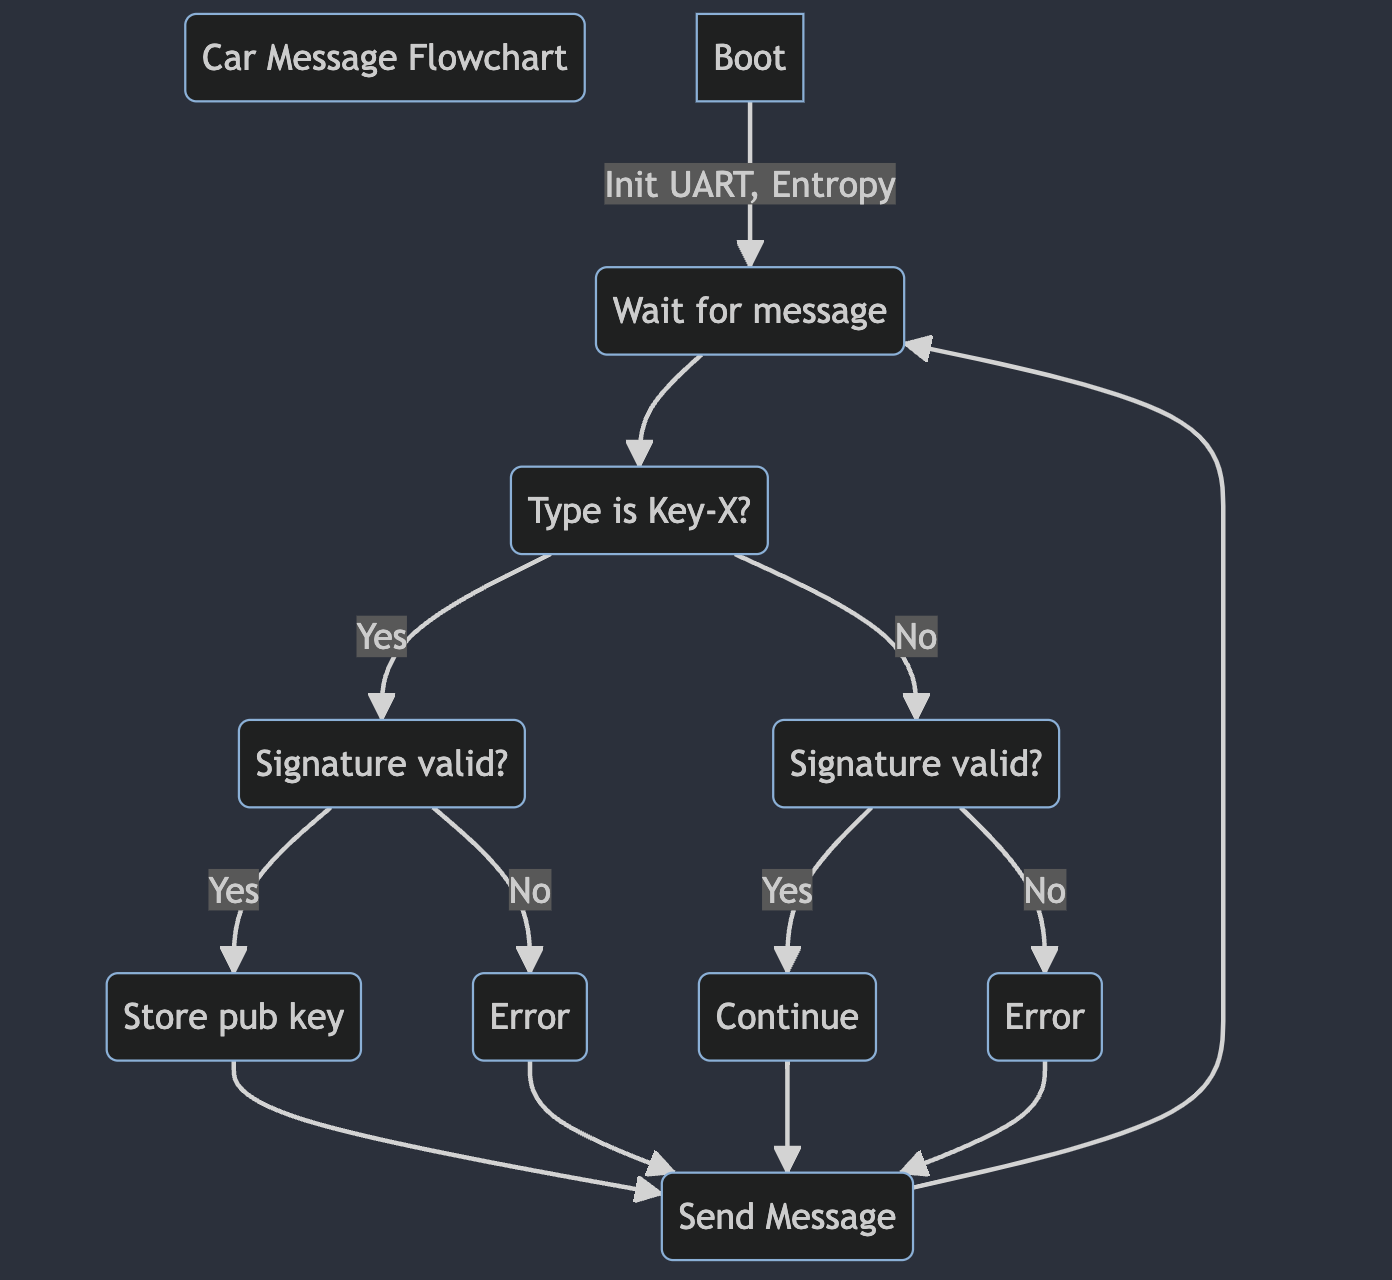 Car Message Flowchart
Boot
Init UART, Entropy
Wait for message
Type is Key-X?
Yes
No
Signature valid?
Signature valid?
Yes
No
Yes
No
Store pub key
Error
Continue
Error
Send Message